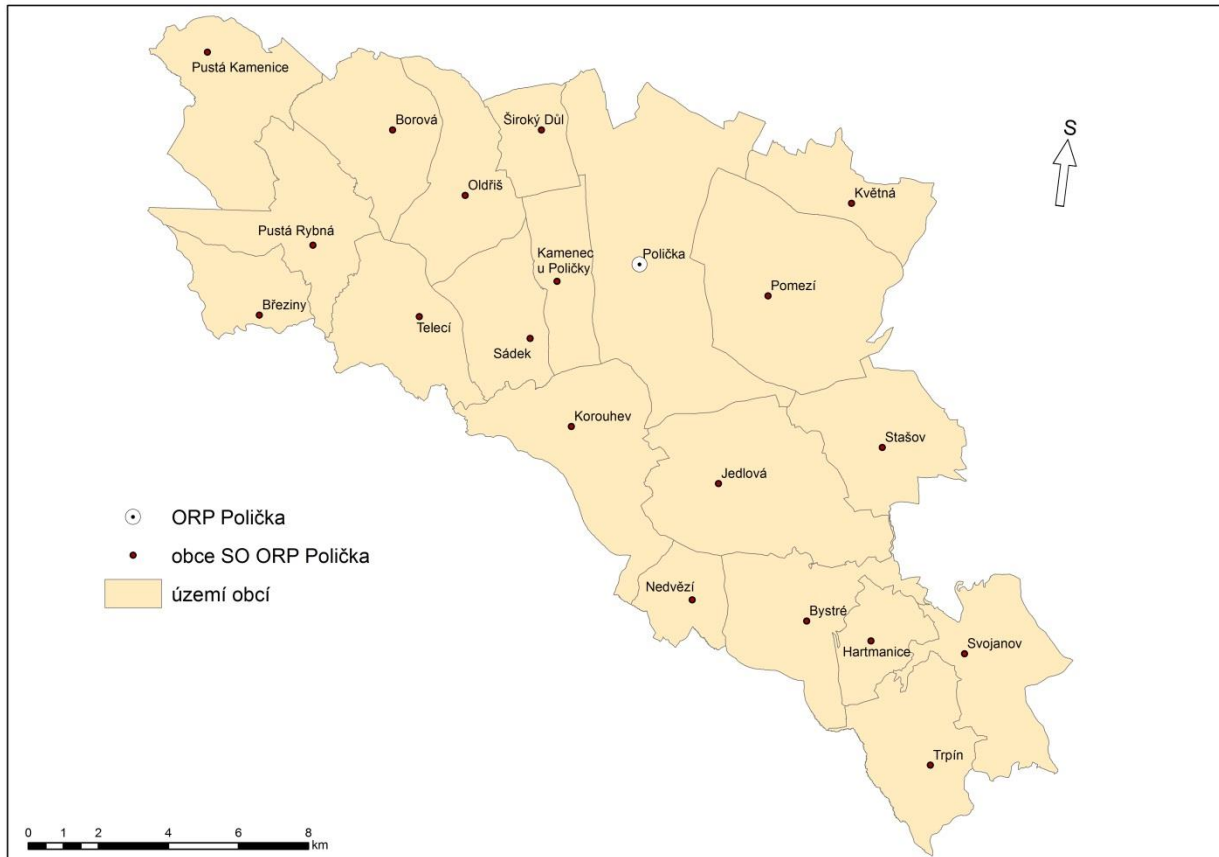 Pustá Kamenice
Borová
Široký Důl
S
Oldřiš
Květná
Pustá Rybná
Kamenec
u Poličky
Polička
Pomezí
Březiny
Telecí
Sádek
Korouhev
Stašov
Jedlová
ORP Polička
obce SO ORP Polička
území obcí
Nedvězí
Bystré
Hartmanice
Svojanov
Trpín
0 1 2 4 6 8
km